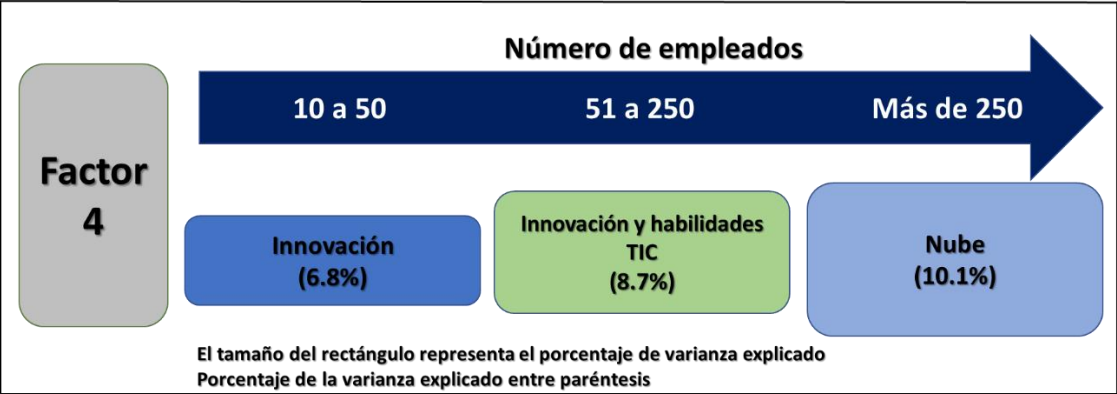 Número de empleados
10 a 50
51 a 250
Más de 250
Factor
4
Innovación
(6.8%)
Innovación y habilidades
TIC
(8.7%)
Nube
(10.1%)
El tamaño del rectángulo representa el porcentaje de varianza explicado
Porcentaje de la varianza explicado entre paréntesis